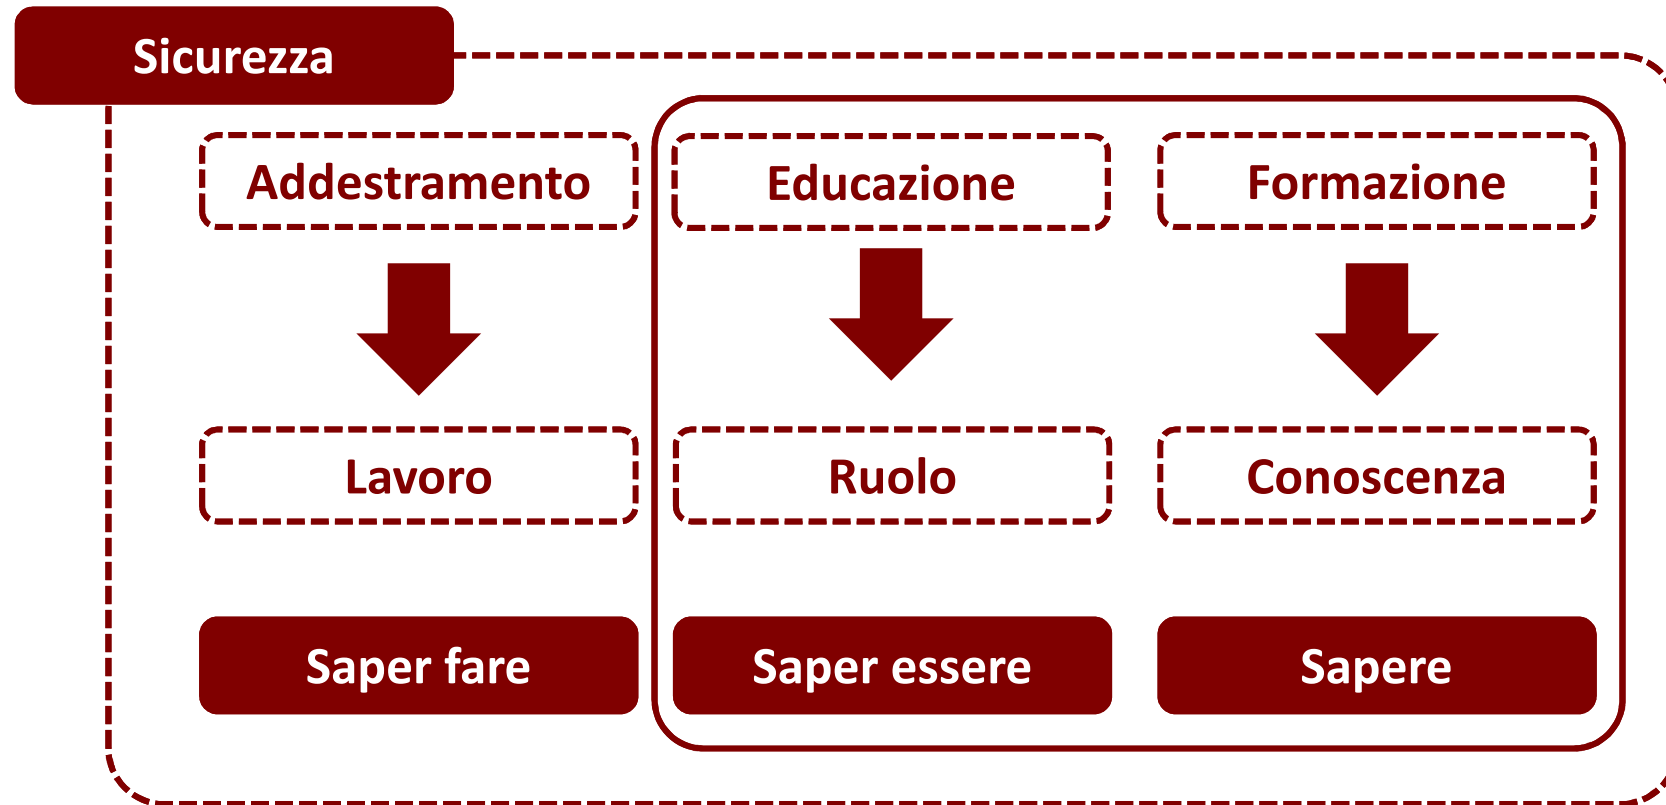 Sicurezza
Addestramento
Educazione
Formazione
Lavoro
Ruolo
Conoscenza
Saper fare
Saper essere
Sapere